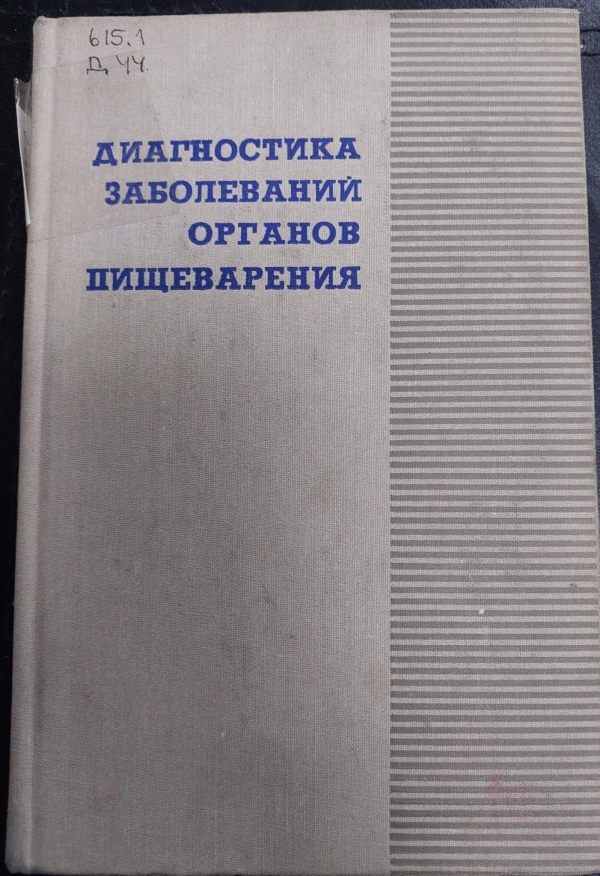 615.1
Д 44.
ДИАГНОСТИКА
ЗАБОЛЕВАНИЙ
ОРГАНОВ
ПИЩЕВАРЕНИЯ